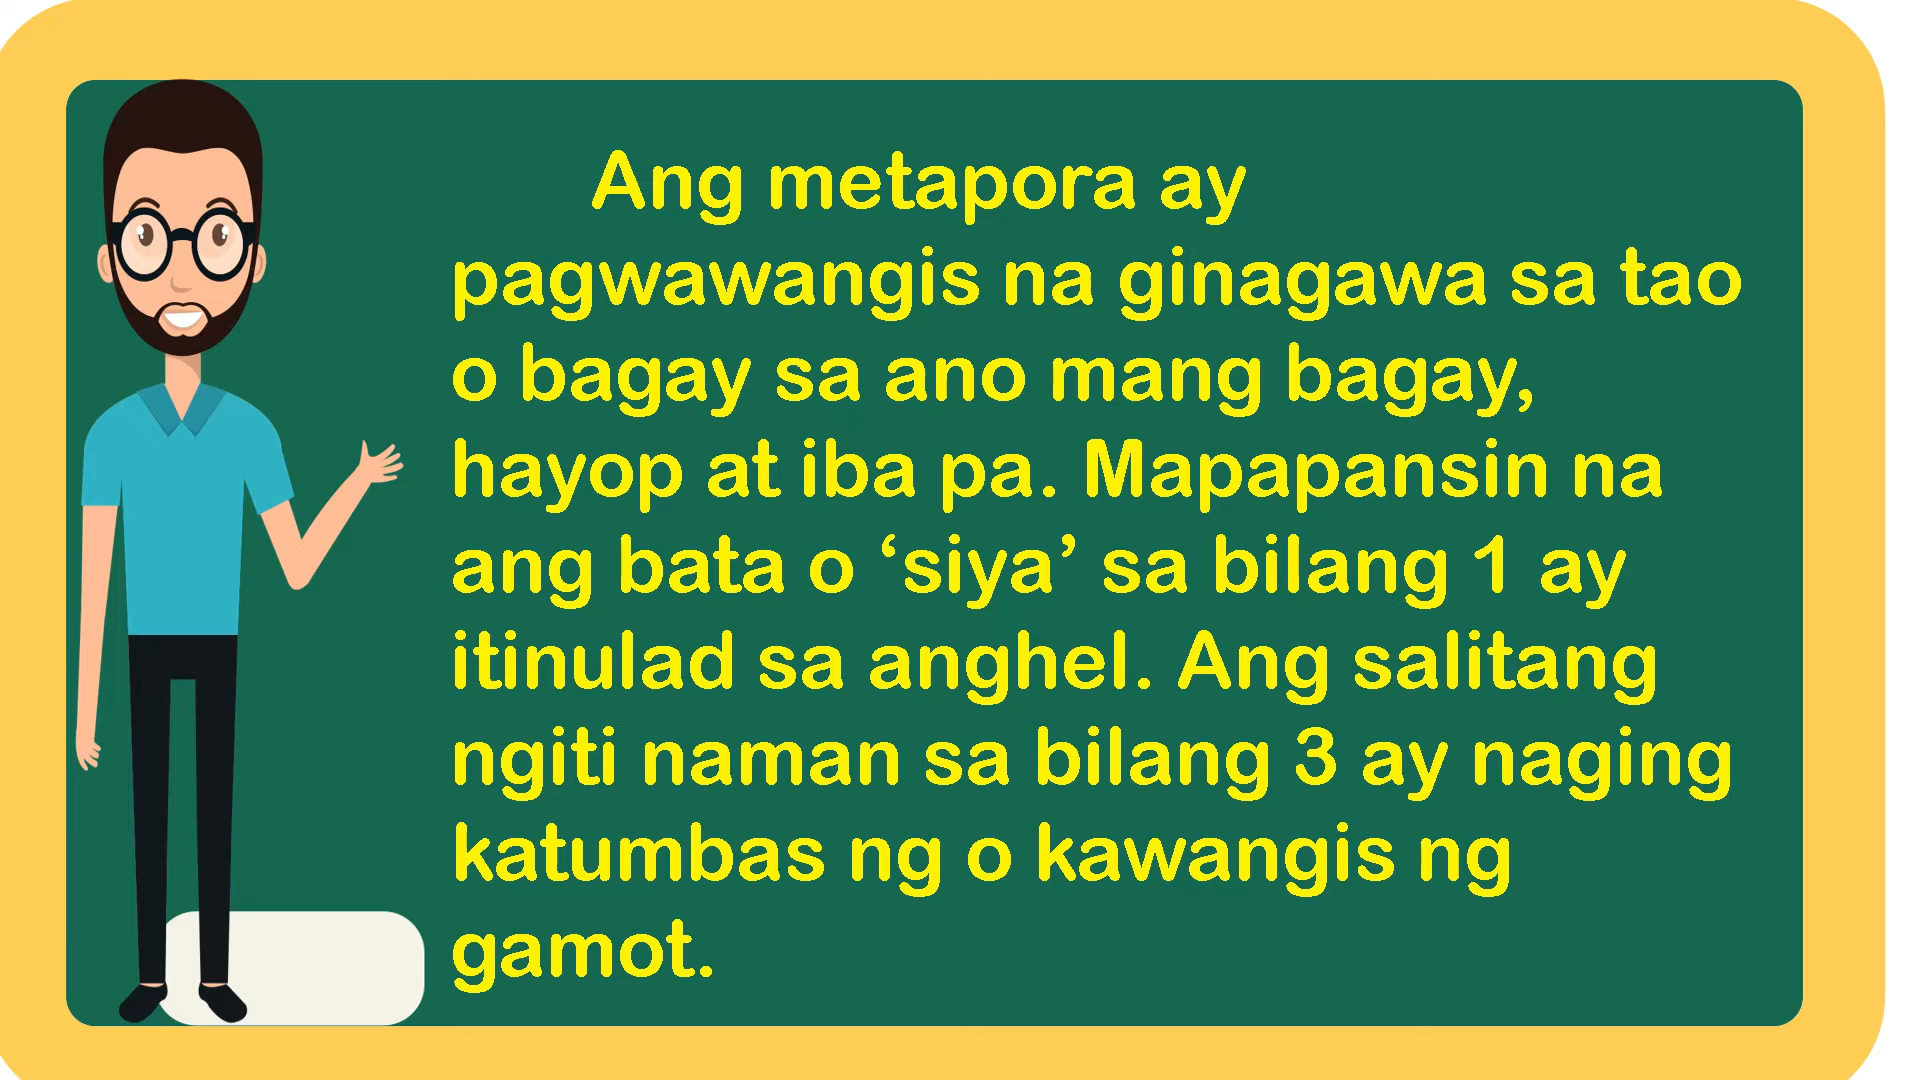 Ang metapora ay
pagwawangis na ginagawa sa tao
o bagay sa ano mang bagay,
hayop at iba pa. Mapapansin na
ang bata o ‘siya’ sa bilang 1 ay
itinulad sa anghel. Ang salitang
ngiti naman sa bilang 3 ay naging
katumbas ng o kawangis ng
gamot.